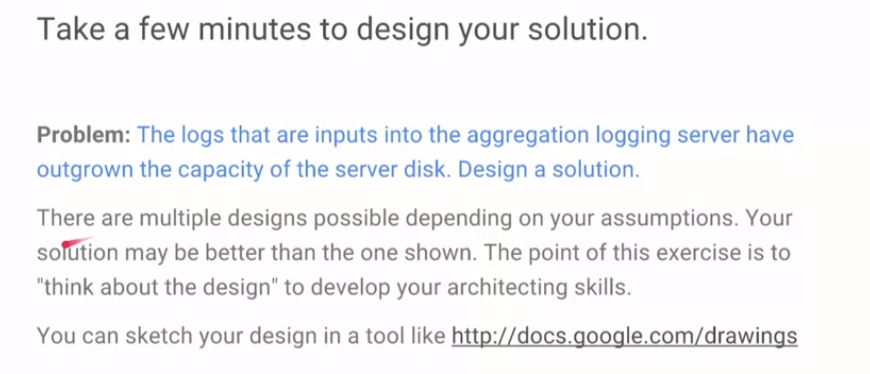 Take a few minutes to design your solution.
Problem: The logs that are inputs into the aggregation logging server have
outgrown the capacity of the server disk. Design a solution.
There are multiple designs possible depending on your assumptions. Your
solution may be better than the one shown. The point of this exercise is to
"think about the design" to develop your architecting skills.
You can sketch your design in a tool like http://docs.google.com/drawings